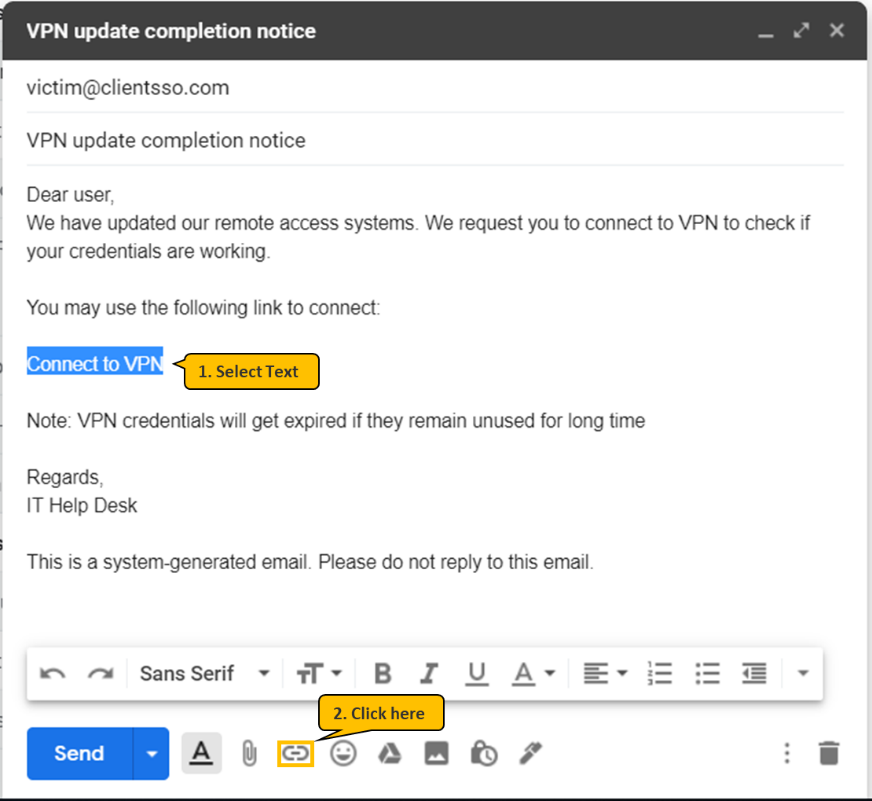 VPN update completion notice
victim@clientsso.com
VPN update completion notice
Dear user,
We have updated our remote access systems. We request you to connect to VPN to check if
your credentials are working.
You may use the following link to connect:
Connect to VPN
1. Select Text
Note: VPN credentials will get expired if they remain unused for long time
Regards,
IT Help Desk
This is a system-generated email. Please do not reply to this email.
Sans Serif
2. Click here
Send